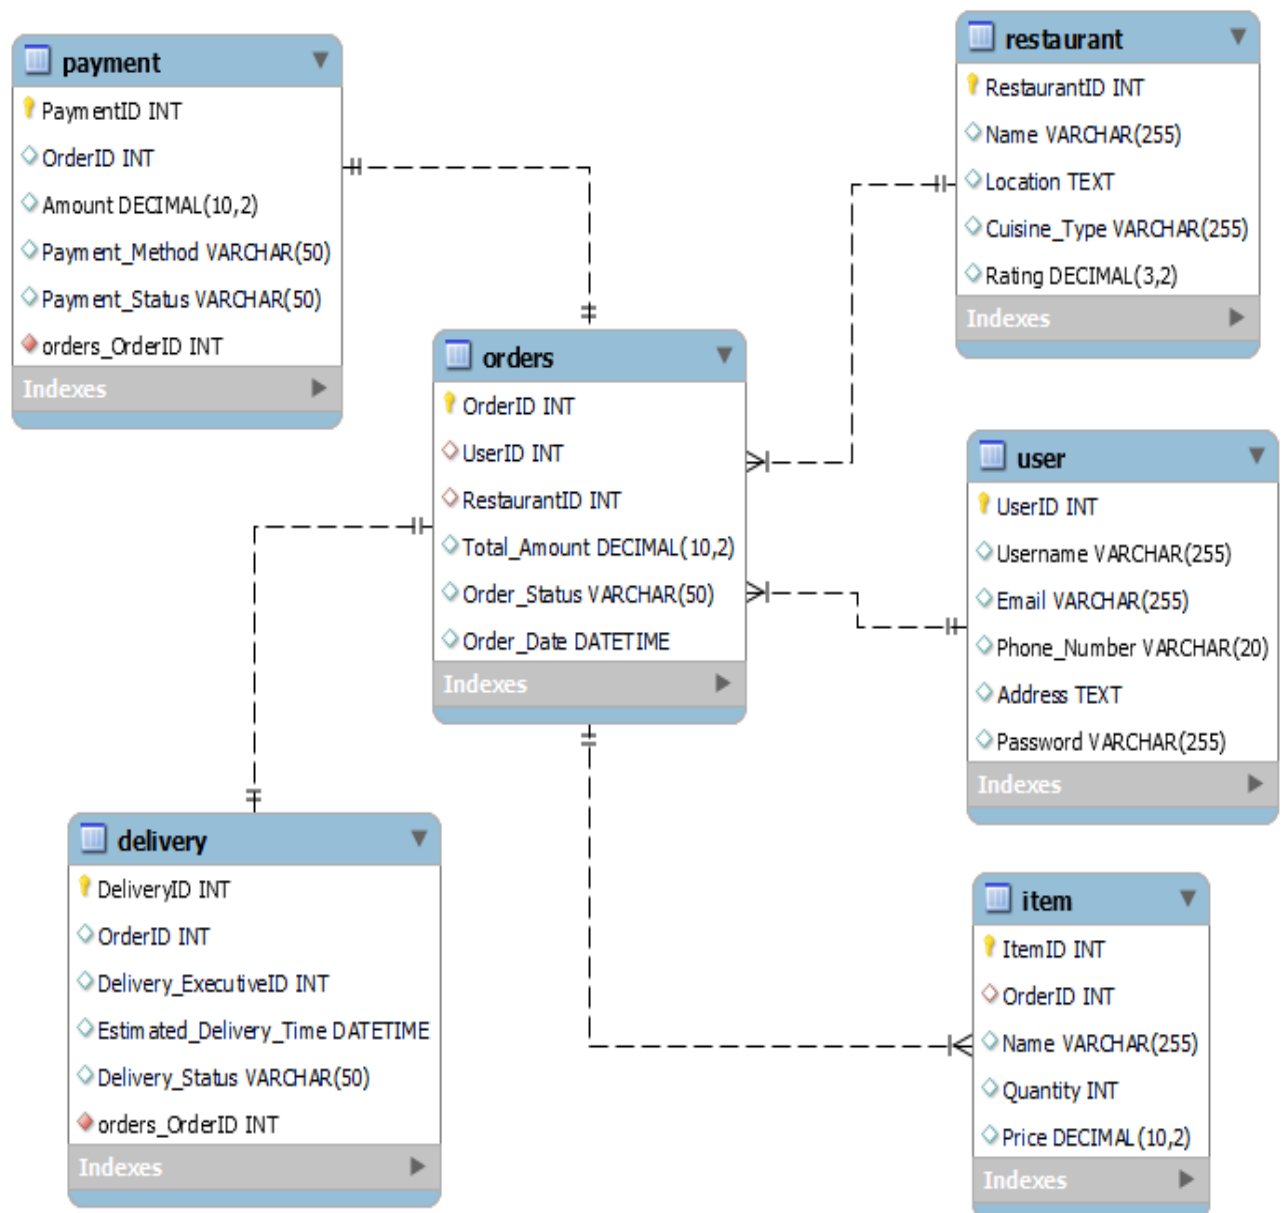 payment
PaymentID INT
OrderID INT
Amount DECIMAL(10,2)
Payment_Method VARCHAR(50)
Payment_Status VARCHAR(50)
orders_OrderID INT
Indexes
restaurant
RestaurantID INT
Name VARCHAR(255)
Location TEXT
Cuisine_Type VARCHAR(255)
Rating DECIMAL(3,2)
Indexes
orders
OrderID INT
UserID INT
RestaurantID INT
Total_Amount DECIMAL(10,2)
Order_Status VARCHAR(50)
Order_Date DATETIME
Indexes
user
UserID INT
Username VARCHAR(255)
Email VARCHAR(255)
Phone_Number VARCHAR(20)
Address TEXT
Password VARCHAR(255)
Indexes
delivery
DeliveryID INT
OrderID INT
Delivery_ExecutiveID INT
Estimated_Delivery_Time DATETIME
Delivery_Status VARCHAR(50)
orders_OrderID INT
Indexes
item
ItemID INT
OrderID INT
Name VARCHAR(255)
Quantity INT
Price DECIMAL(10,2)
Indexes